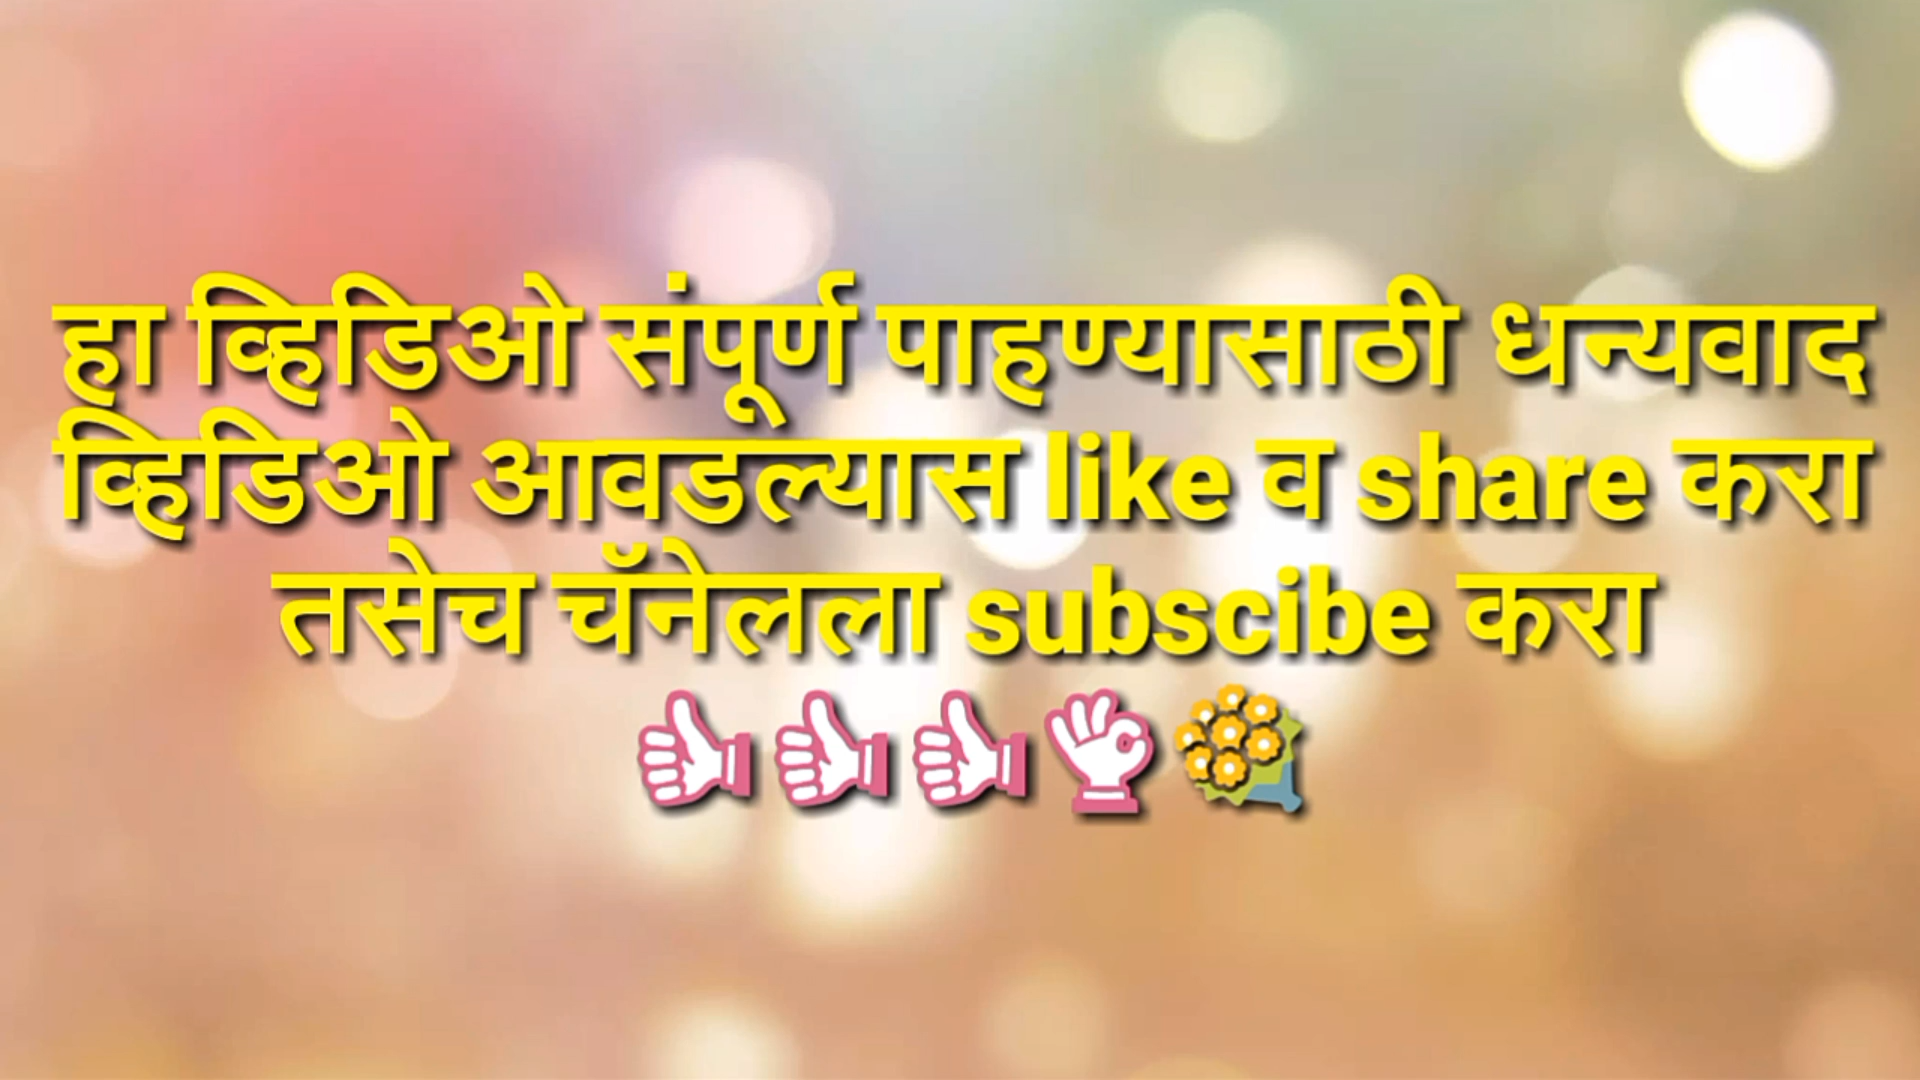 हा व्हिडिओ संपूर्ण पाहण्यासाठी धन्यवाद
व्हिडिओ आवडल्यास like व share करा
तसेच चॅनेलला subscibe करा
👍👍👍👌💐